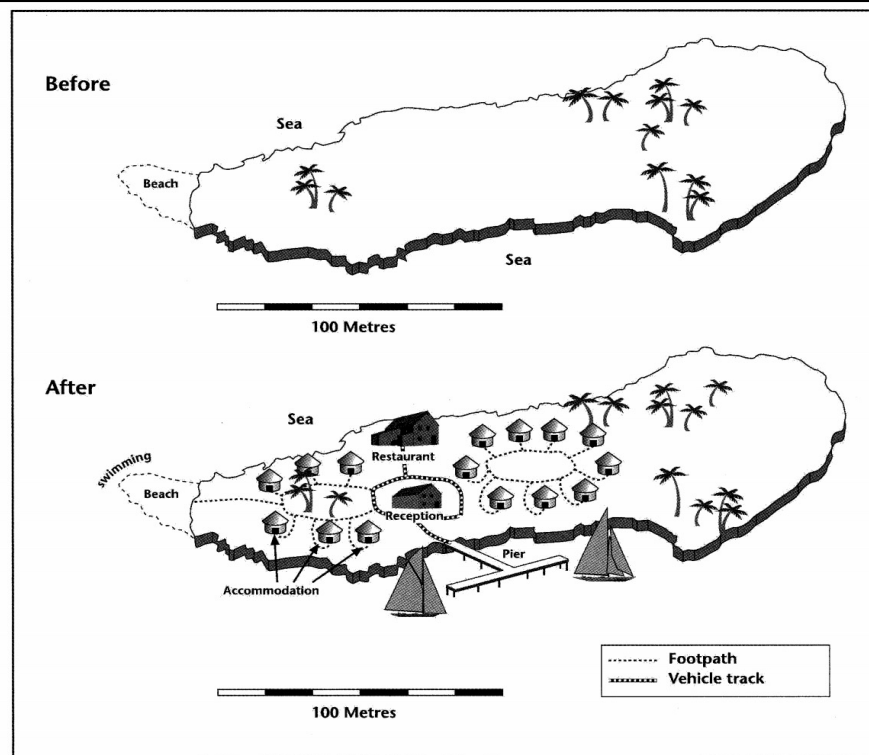 Before
Sea
Beach
Sea
100 Metres
After
Sea
swimming
Beach
Restaurant
Reception
Pier
Accommodation
Footpath
Vehicle track
100 Metres